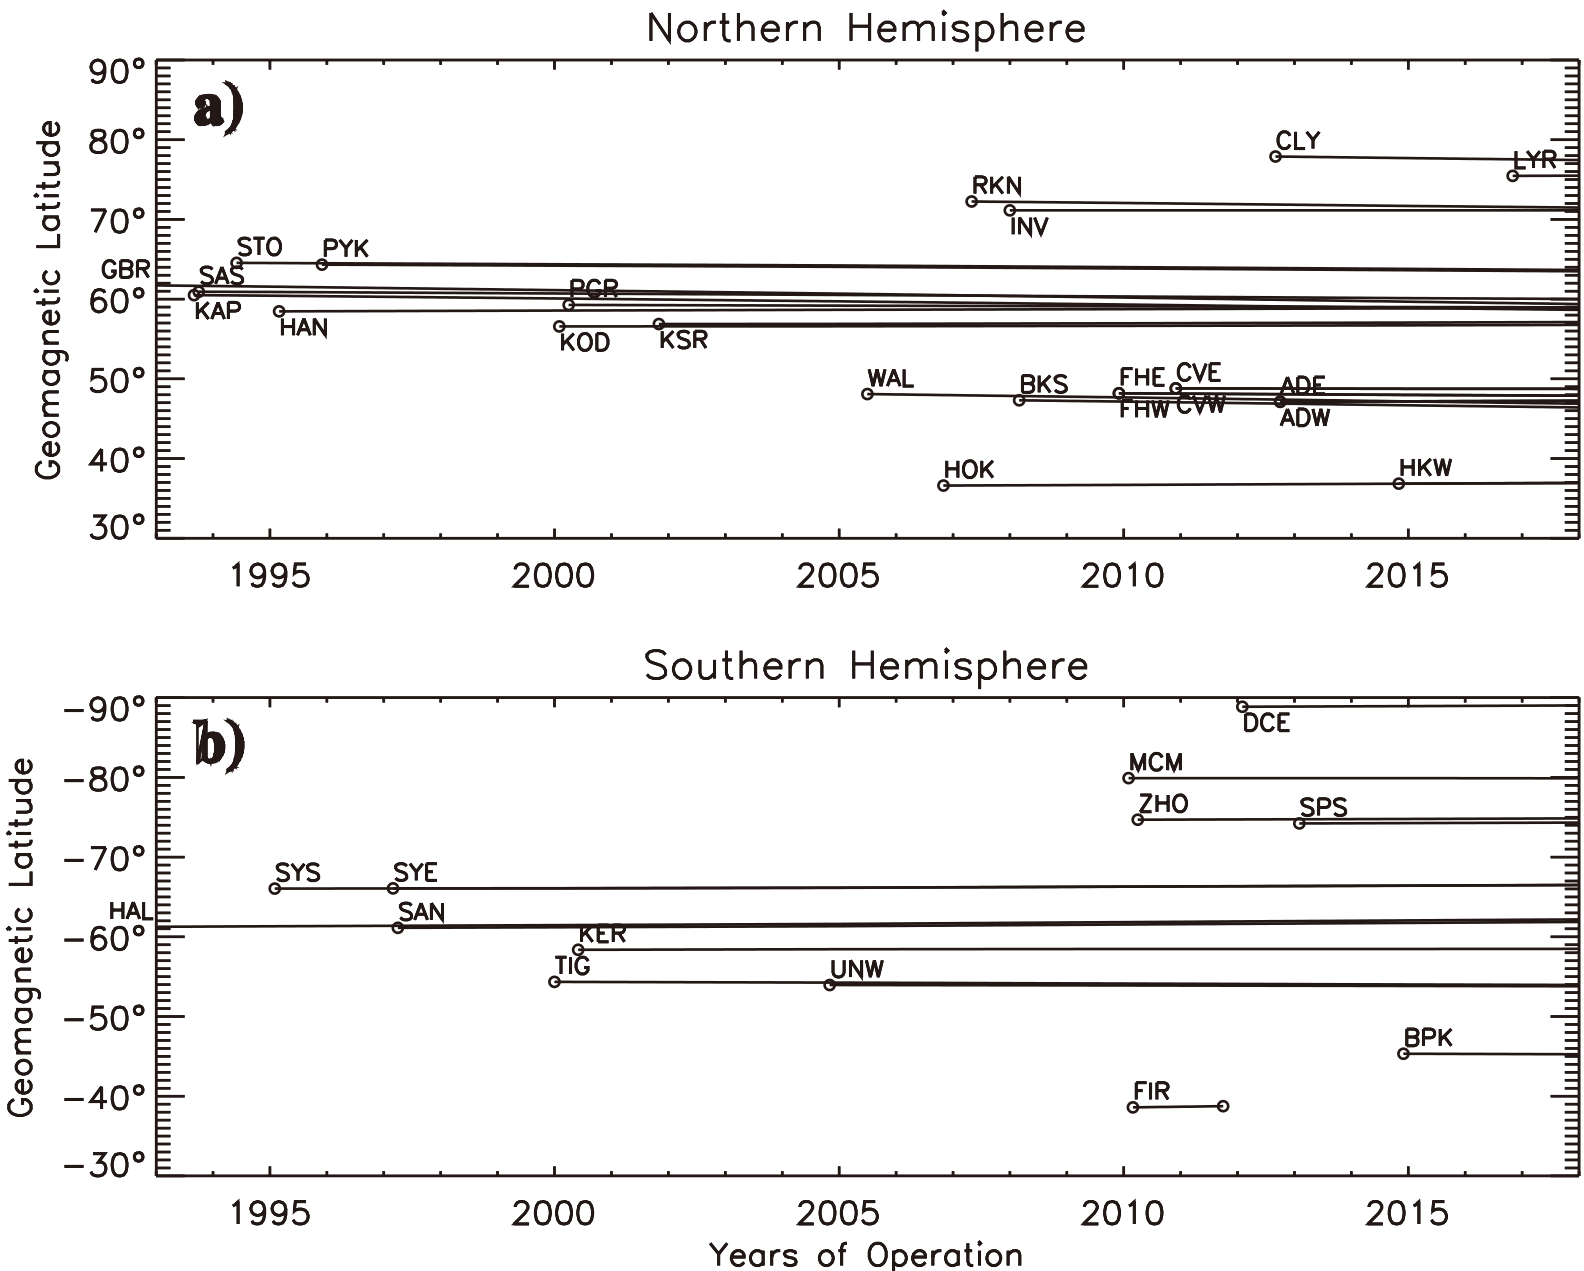 Northern Hemisphere
a)
Geomagnetic Latitude
90°
80°
70°
60°
50°
40°
30°
CLY
LYR
RKN
INV
STO
PYK
GBR
SAS
KAP
HAN
PGR
KOD
KSR
WAL
BKS
FHE
CVE
ADE
FHW
CVW
ADW
HOK
HKW
1995
2000
2005
2010
2015
Southern Hemisphere
b)
Geomagnetic Latitude
−90°
−80°
−70°
−60°
−50°
−40°
−30°
DCE
MCM
ZHO
SPS
SYS
SYE
HAL
SAN
KER
TIG
UNW
BPK
FIR
1995
2000
2005
2010
2015
Years of Operation